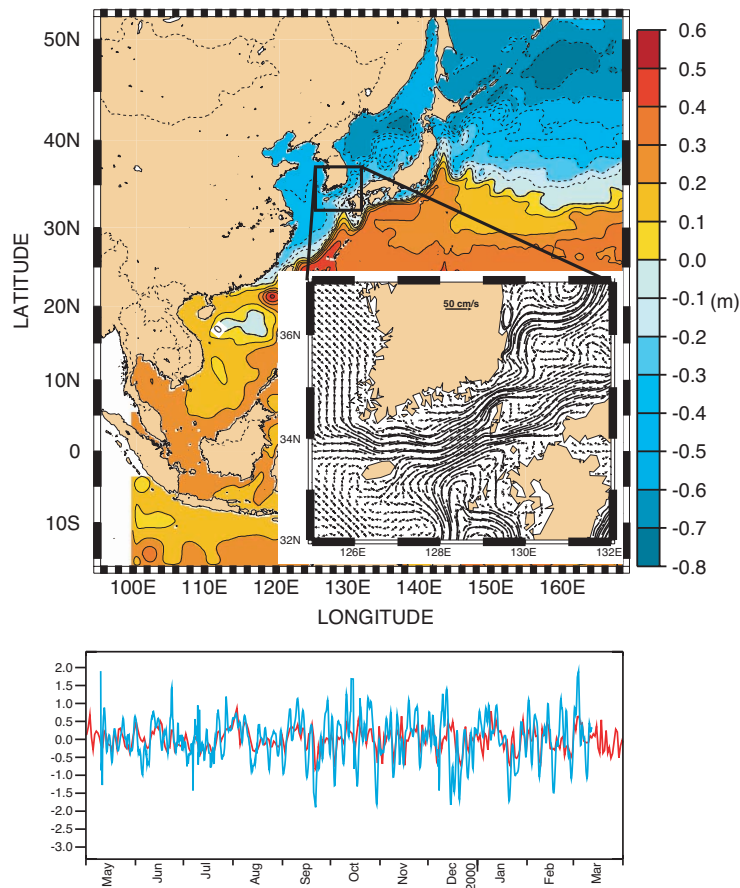 50N
40N
30N
20N
10N
0
10S
LATITUDE
100E 110E 120E 130E 140E 150E 160E
LONGITUDE
0.6
0.5
0.4
0.3
0.2
0.1
0.0
-0.1 (m)
-0.2
-0.3
-0.4
-0.5
-0.6
-0.7
-0.8
50 cm/s
36N
34N
32N
126E 128E 130E 132E
2.0
1.5
1.0
0.5
0.0
-0.5
-1.0
-1.5
-2.0
-2.5
-3.0
May Jun Jul Aug Sep Oct Nov Dec 2000 Jan Feb Mar